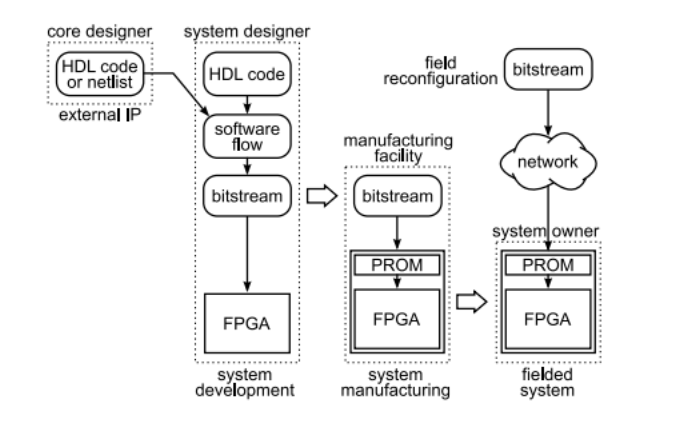 core designer
HDL code
or netlist
external IP
system designer
HDL code
software
flow
bitstream
FPGA
system
development
manufacturing
facility
bitstream
PROM
FPGA
system
manufacturing
field
reconfiguration
bitstream
network
system owner
PROM
FPGA
fielded
system